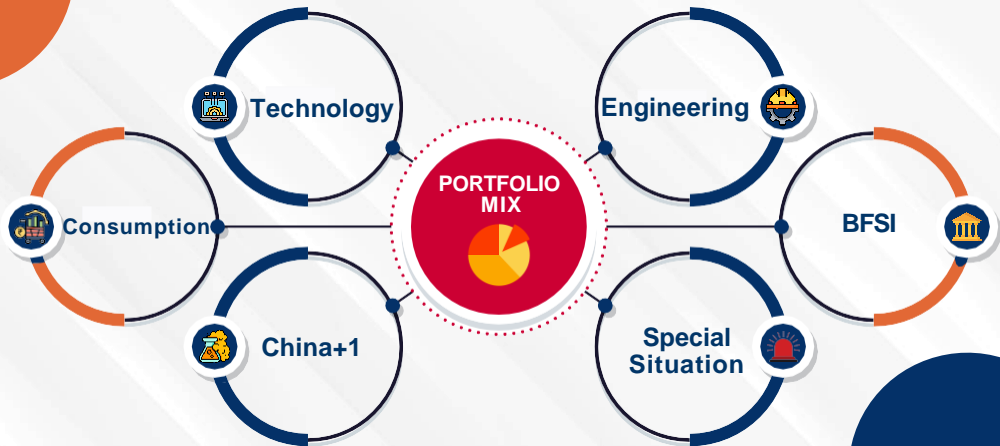 Technology
Engineering
PORTFOLIO
MIX
Consumption
BFSI
China+1
Special
Situation